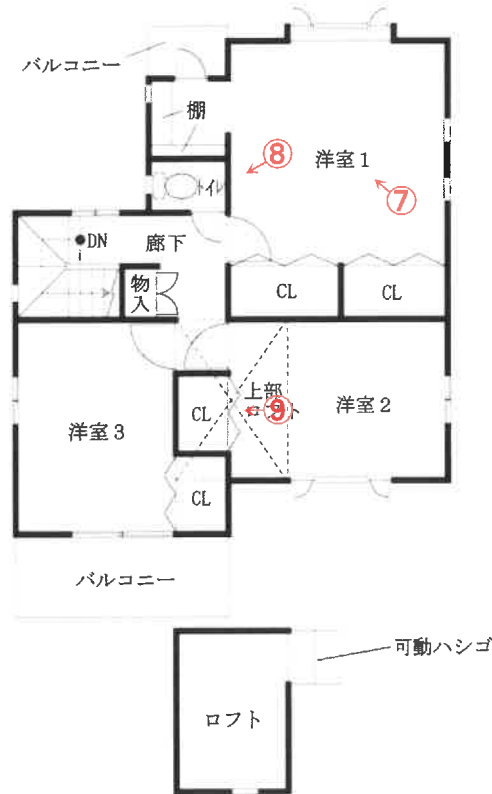 バルコニー
棚
⑧
洋室1
⑦
トイレ
DN
廊下
物入
CL
CL
上部
ロフト
⑨
CL
洋室2
洋室3
CL
バルコニー
可動ハシゴ
ロフト